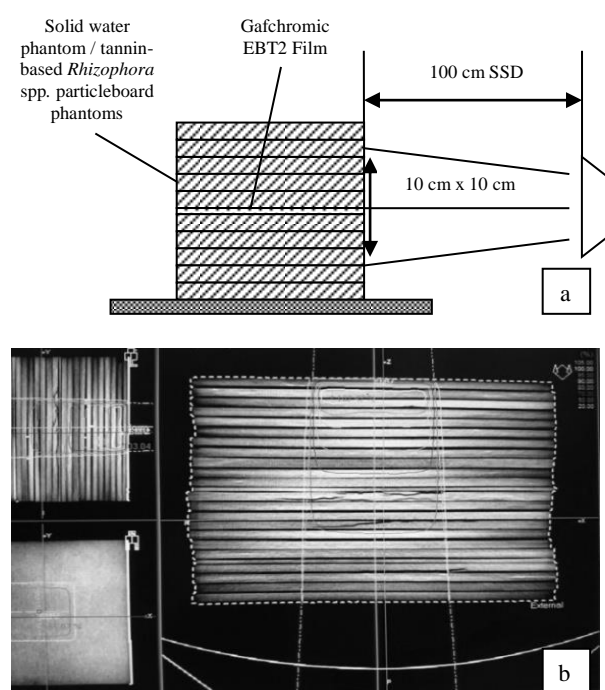 Solid water
phantom / tannin-
based Rhizophora
spp. particleboard
phantoms
Gafchromic
EBT2 Film
100 cm SSD
10 cm x 10 cm
a
External
b